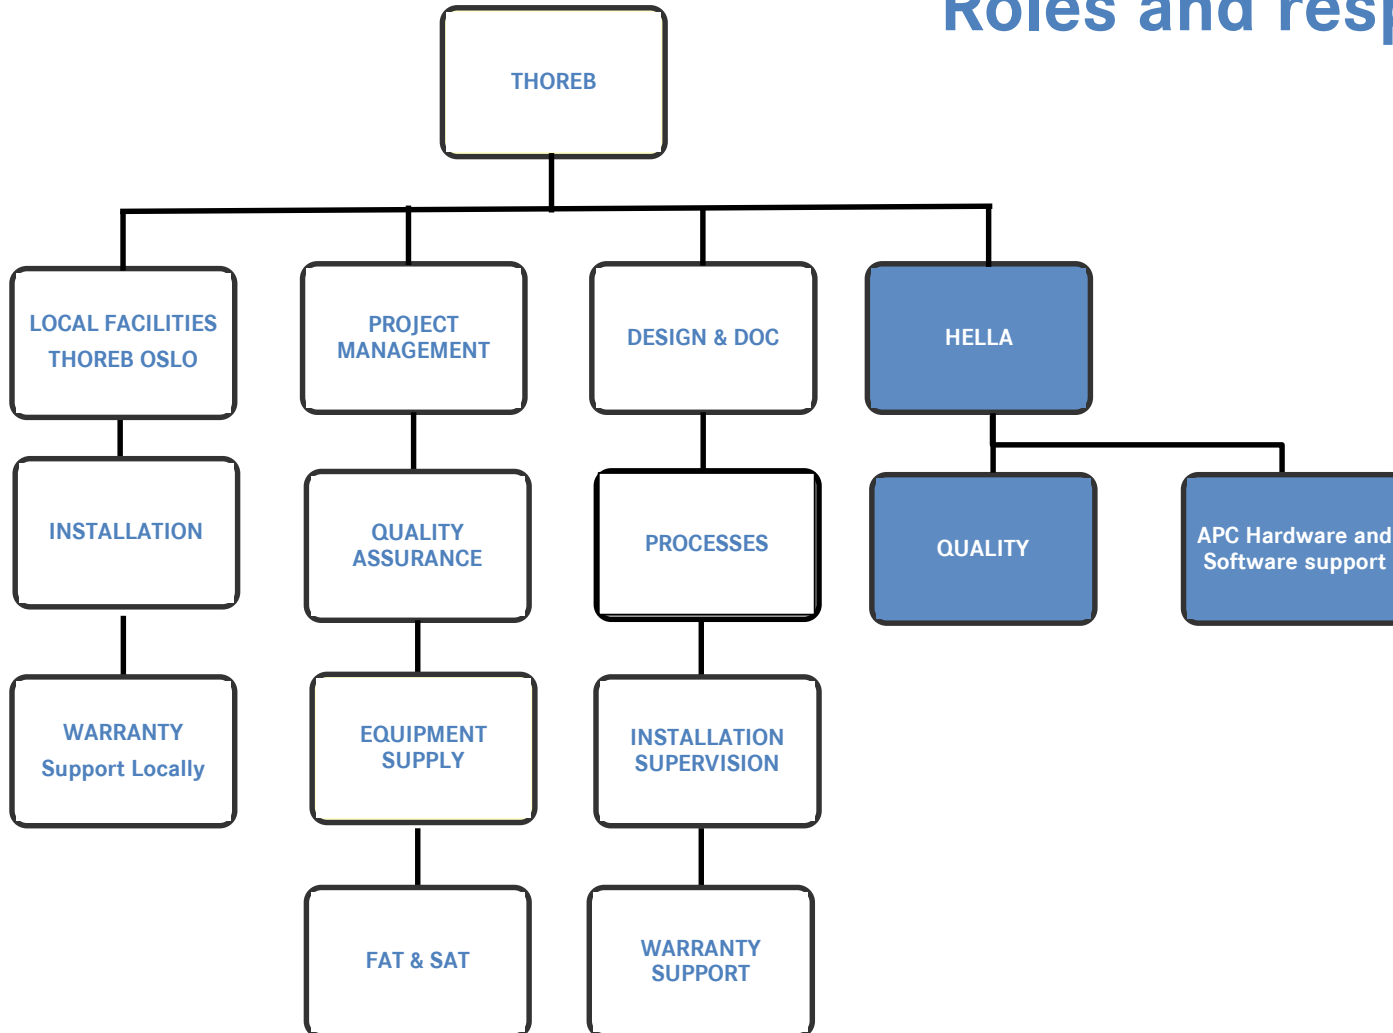 Roles and resp
THOREB
LOCAL FACILITIES
THOREB OSLO
PROJECT
MANAGEMENT
DESIGN & DOC
HELLA
INSTALLATION
QUALITY
ASSURANCE
PROCESSES
QUALITY
APC Hardware and
Software support
WARRANTY
Support Locally
EQUIPMENT
SUPPLY
INSTALLATION
SUPERVISION
FAT & SAT
WARRANTY
SUPPORT